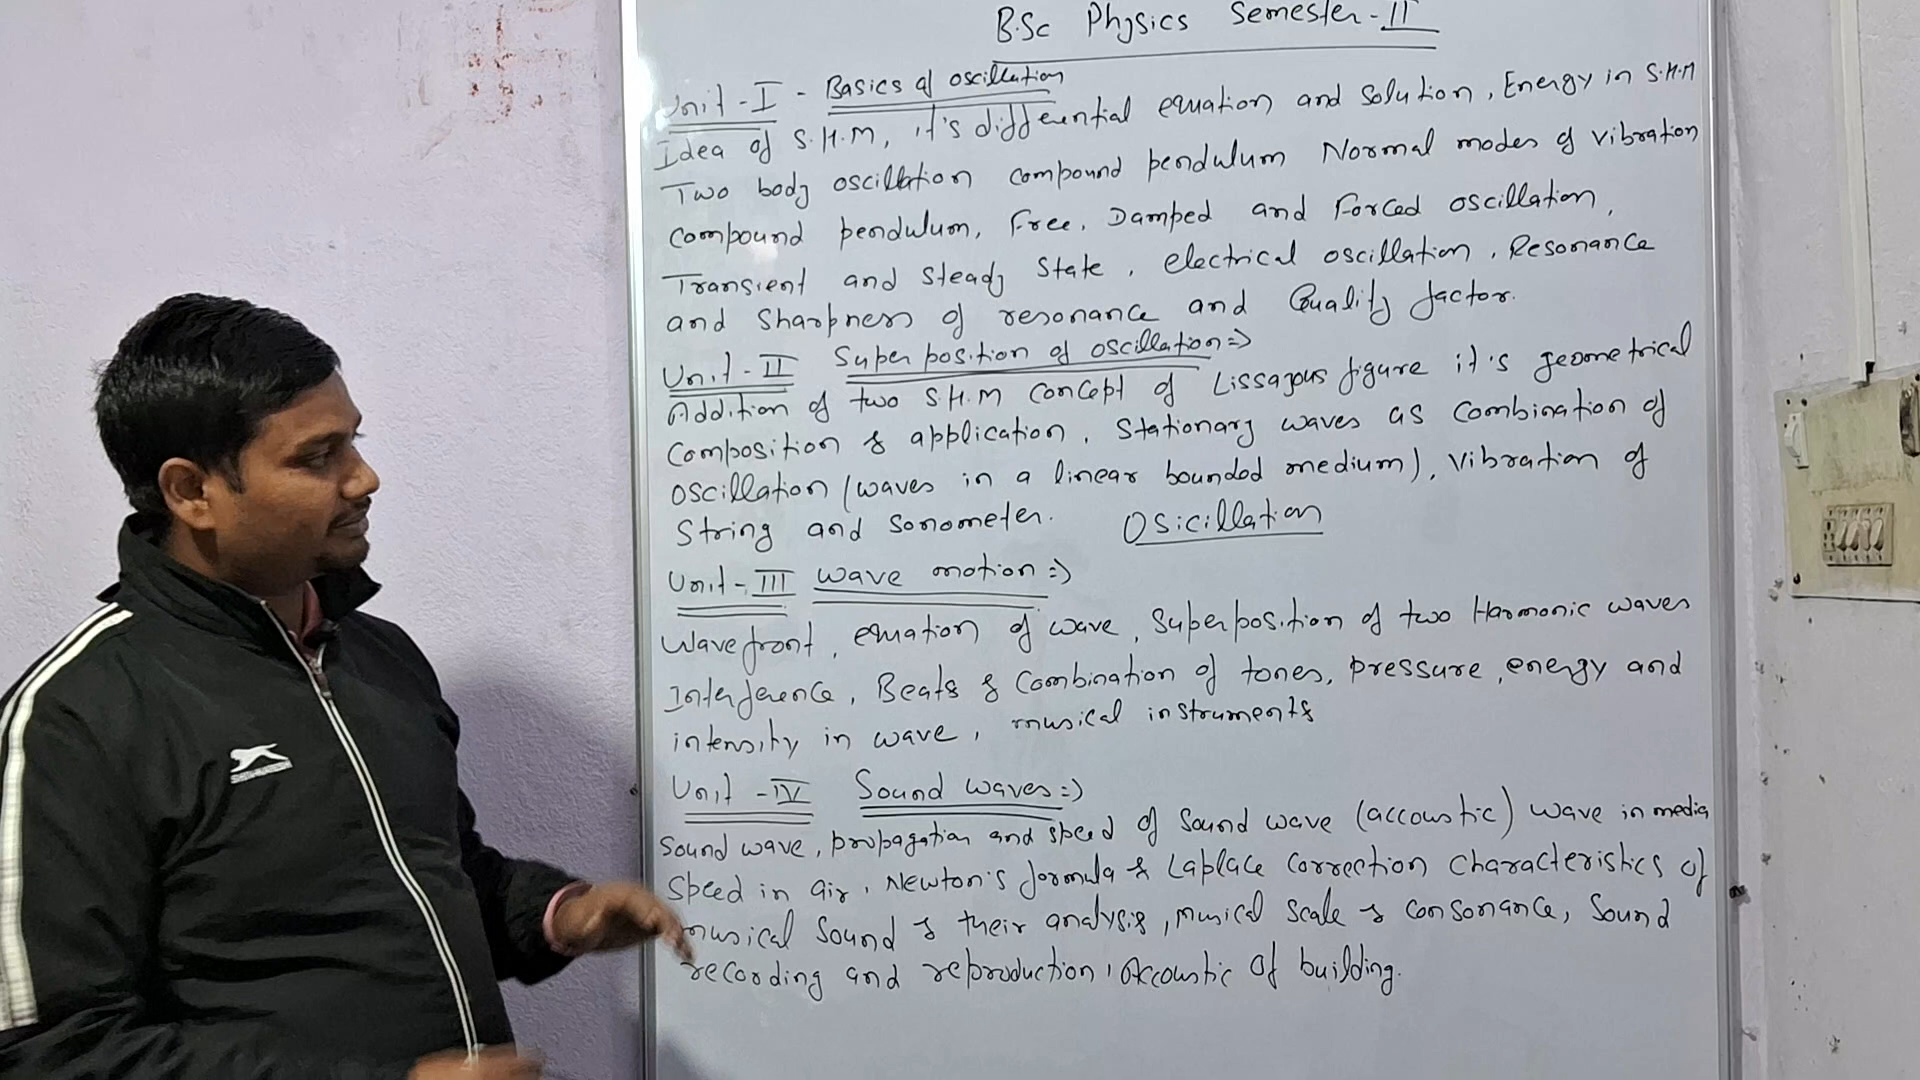 B.Sc Physics Semester-II
Unit-I - Basics of oscillation
Idea of S.H.M, it's differential equation and solution, Energy in S.H.M
Two body oscillation compound pendulum Normal modes of vibration
compound pendulum, Free, Damped and Forced oscillation,
Transient and steady State, electrical oscillation, Resonance
and sharpness of resonance and Quality factor.
Unit-II Superposition of oscillation⇒
Addition of two S.H.M concept of Lissajous figure it's geometrical
Composition & application, Stationary waves as combination of
oscillation (waves in a linear bounded medium), vibration of
String and sonometer. Osicillation
Unit-III Wave motion:⇒)
Wavefront, equation of wave, Superposition of two Harmonic waves
Interference, Beats & Combination of tones, pressure, energy and
intensity in wave, musical instruments
Unit-IV Sound waves:⇒)
Sound wave, propagation and speed of sound wave (accoustic) wave in media
Speed in air, Newton's formula & Laplace Correction Characteristics of
musical Sound & their analysis, musical Scale & Consonance, Sound
recording and reproduction, Accoustic of building.